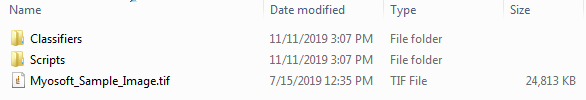 Name Date modified Type Size
Classifiers 11/11/2019 3:07 PM File folder
Scripts 11/11/2019 3:07 PM File folder
Myosoft_Sample_Image.tif 7/15/2019 12:35 PM TIF File 24,813 KB